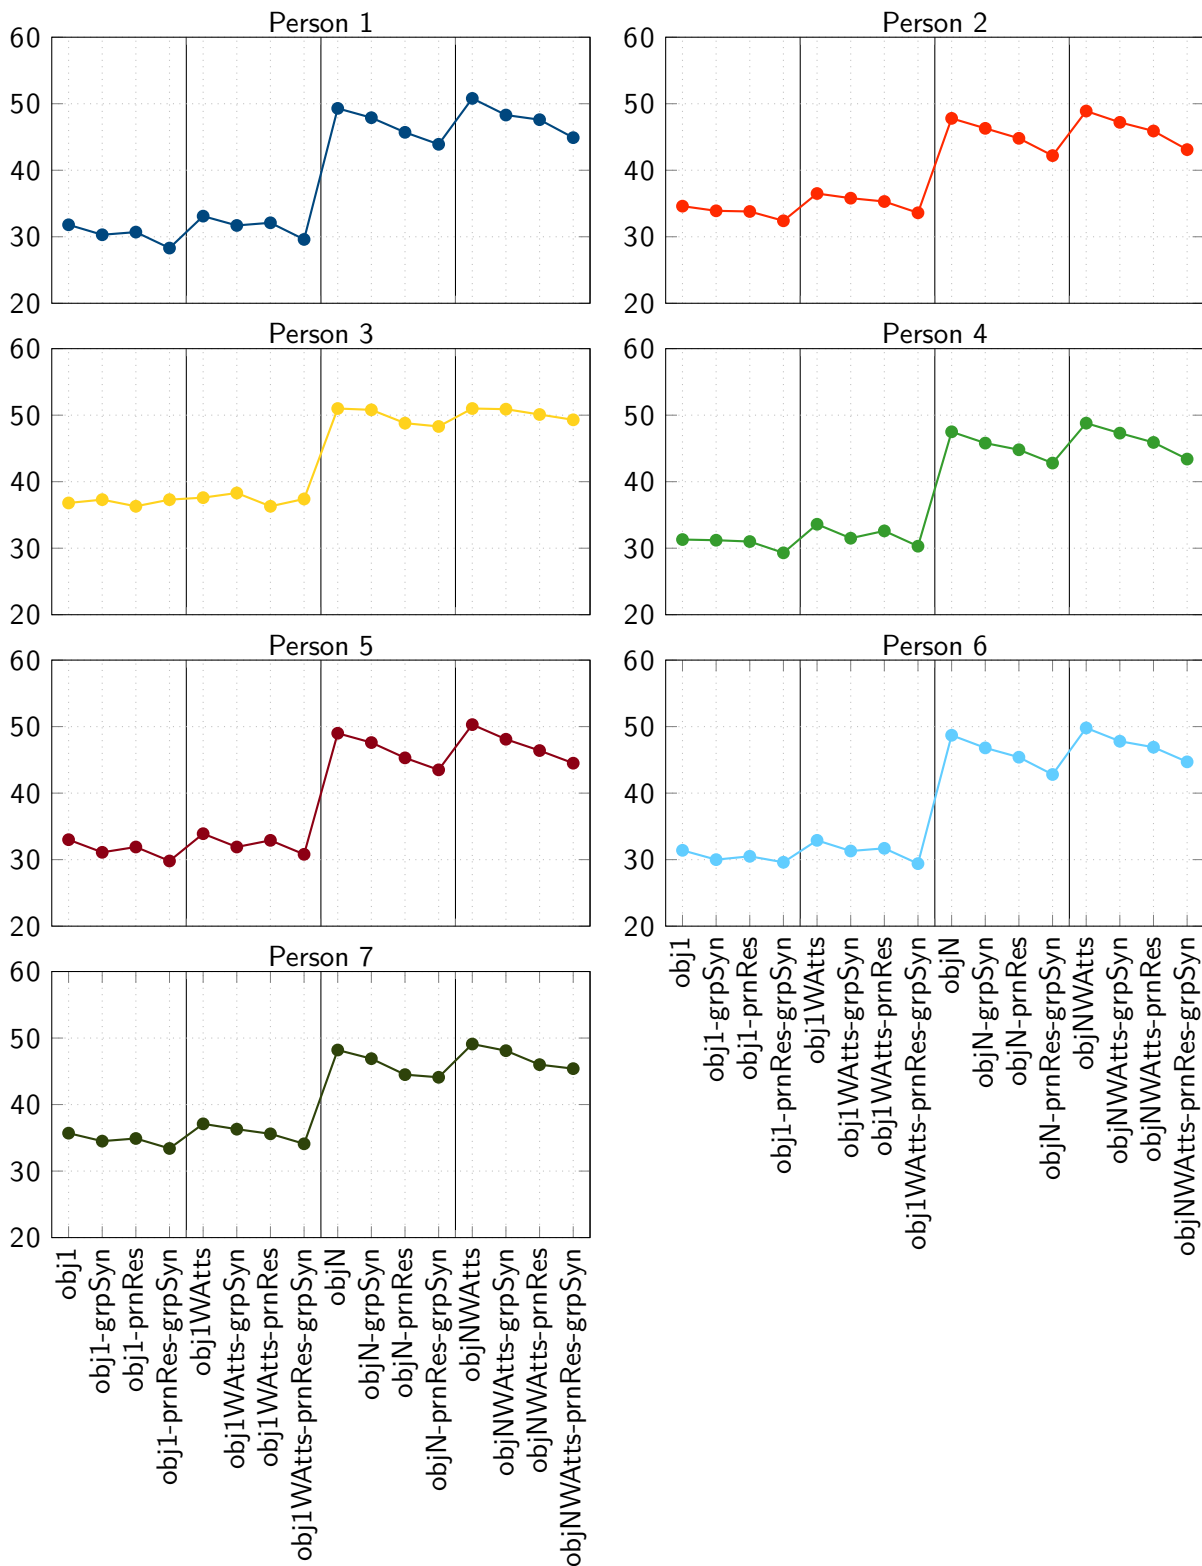 Person 1
60
50
40
30
20
Person 2
60
50
40
30
20
Person 3
60
50
40
30
20
Person 4
60
50
40
30
20
Person 5
60
50
40
30
20
Person 6
60
50
40
30
20
obj1
obj1-grpSyn
obj1-prnRes
obj1-prnRes-grpSyn
obj1WAtts
obj1WAtts-grpSyn
obj1WAtts-prnRes
obj1WAtts-prnRes-grpSyn
objN
objN-grpSyn
objN-prnRes
objN-prnRes-grpSyn
objNWAtts
objNWAtts-grpSyn
objNWAtts-prnRes
objNWAtts-prnRes-grpSyn
Person 7
60
50
40
30
20
obj1
obj1-grpSyn
obj1-prnRes
obj1-prnRes-grpSyn
obj1WAtts
obj1WAtts-grpSyn
obj1WAtts-prnRes
obj1WAtts-prnRes-grpSyn
objN
objN-grpSyn
objN-prnRes
objN-prnRes-grpSyn
objNWAtts
objNWAtts-grpSyn
objNWAtts-prnRes
objNWAtts-prnRes-grpSyn